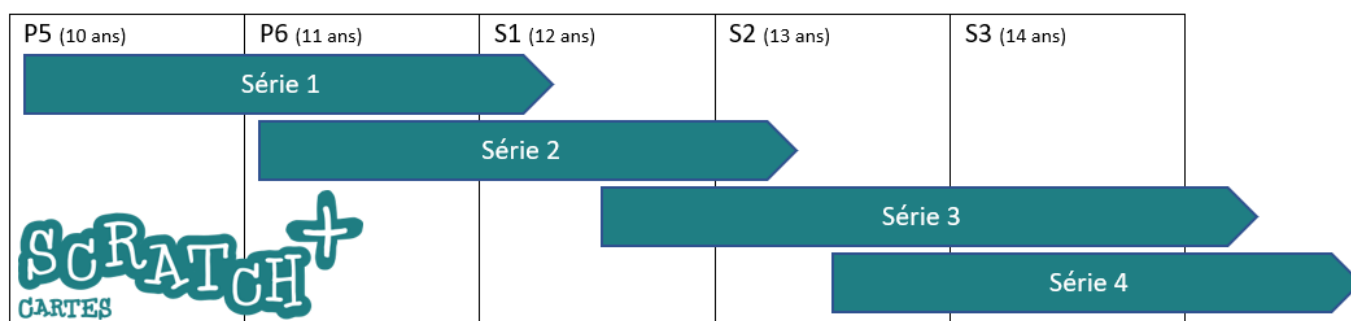 P5 (10 ans) P6 (11 ans) S1 (12 ans) S2 (13 ans) S3 (14 ans)
Série 1
Série 2
Série 3
Série 4
SCRATCH+
CARTES